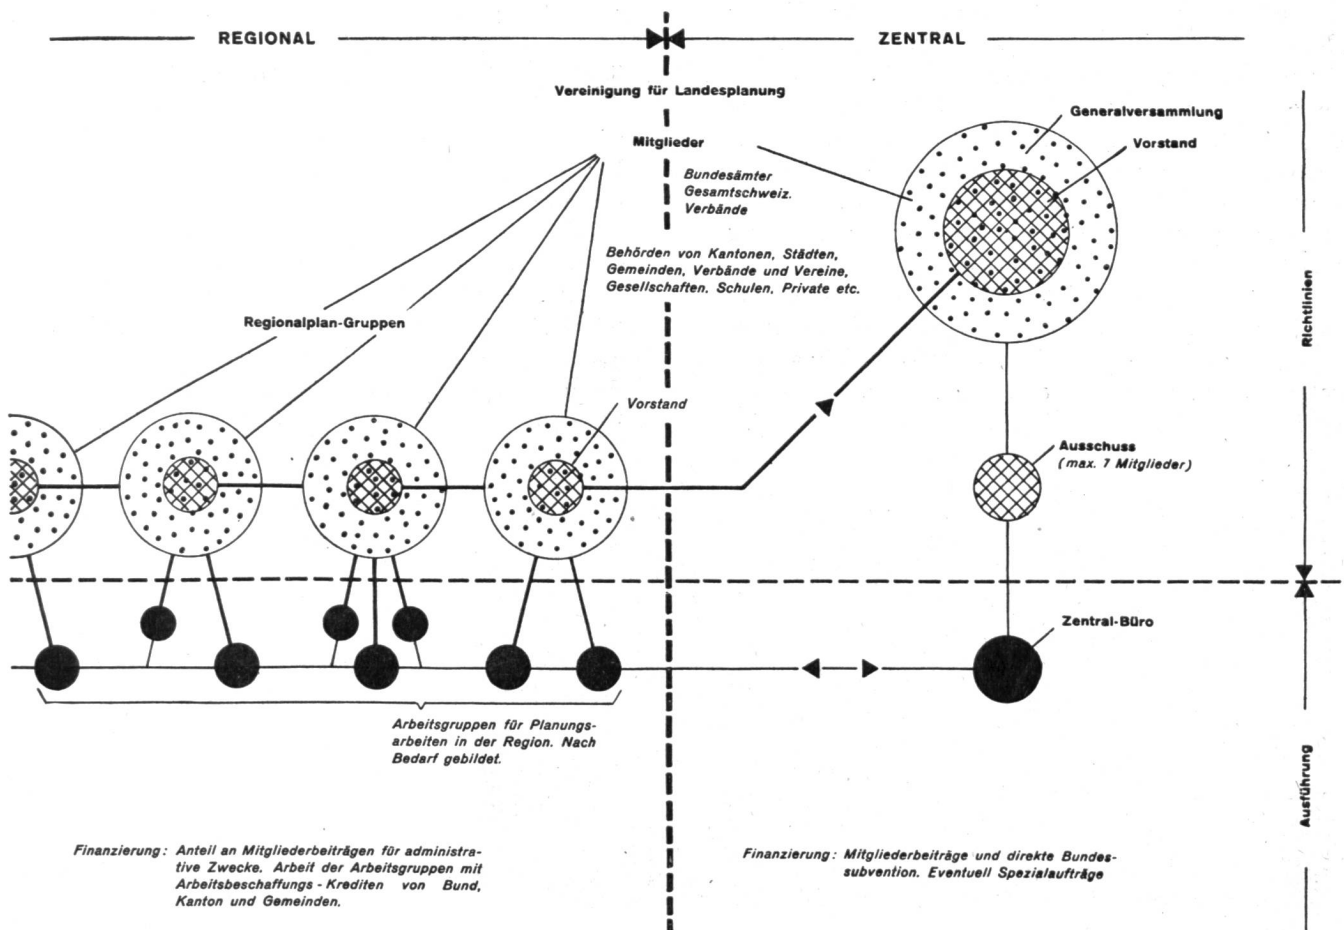 REGIONAL
ZENTRAL
Vereinigung für Landesplanung
Mitglieder
Bundesämter
Gesamtschweiz.
Verbände
Behörden von Kantonen, Städten,
Gemeinden, Verbände und Vereine,
Gesellschaften, Schulen, Private etc.
Generalversammlung
Vorstand
Regionalplan-Gruppen
Vorstand
Ausschuss
(max. 7 Mitglieder)
Richtlinien
Zentral-Büro
Arbeitsgruppen für Planungs-
arbeiten in der Region. Nach
Bedarf gebildet.
Ausführung
Finanzierung: Anteil an Mitgliederbeiträgen für administra-
tive Zwecke. Arbeit der Arbeitsgruppen mit
Arbeitsbeschaffungs-Krediten von Bund,
Kanton und Gemeinden.
Finanzierung: Mitgliederbeiträge und direkte Bundes-
subvention. Eventuell Spezialaufträge